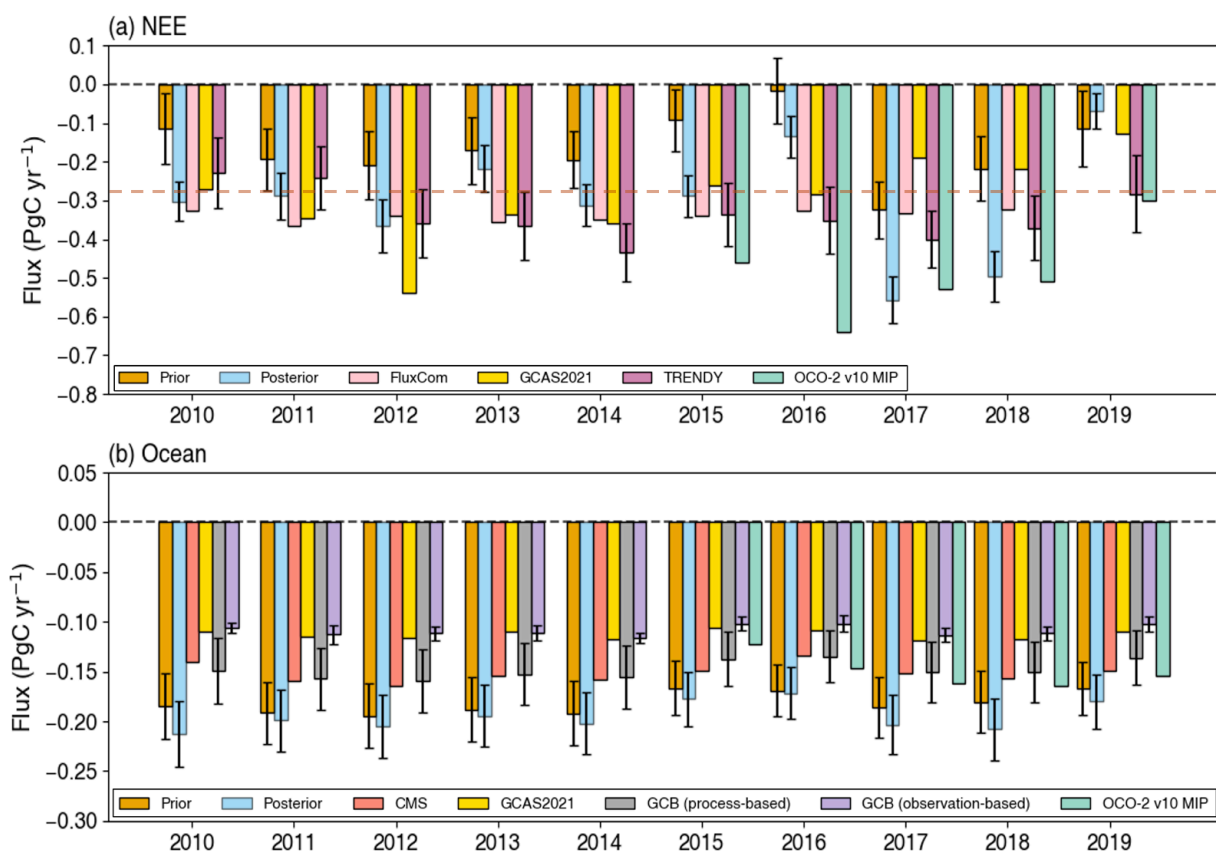 (a) NEE
0.1
0.0
−0.1
−0.2
−0.3
−0.4
−0.5
−0.6
−0.7
−0.8
Flux (PgC yr⁻¹)
Prior Posterior FluxCom GCAS2021 TRENDY OCO-2 v10 MIP
2010 2011 2012 2013 2014 2015 2016 2017 2018 2019
(b) Ocean
0.05
0.00
−0.05
−0.10
−0.15
−0.20
−0.25
−0.30
Flux (PgC yr⁻¹)
Prior Posterior CMS GCAS2021 GCB (process-based) GCB (observation-based) OCO-2 v10 MIP
2010 2011 2012 2013 2014 2015 2016 2017 2018 2019